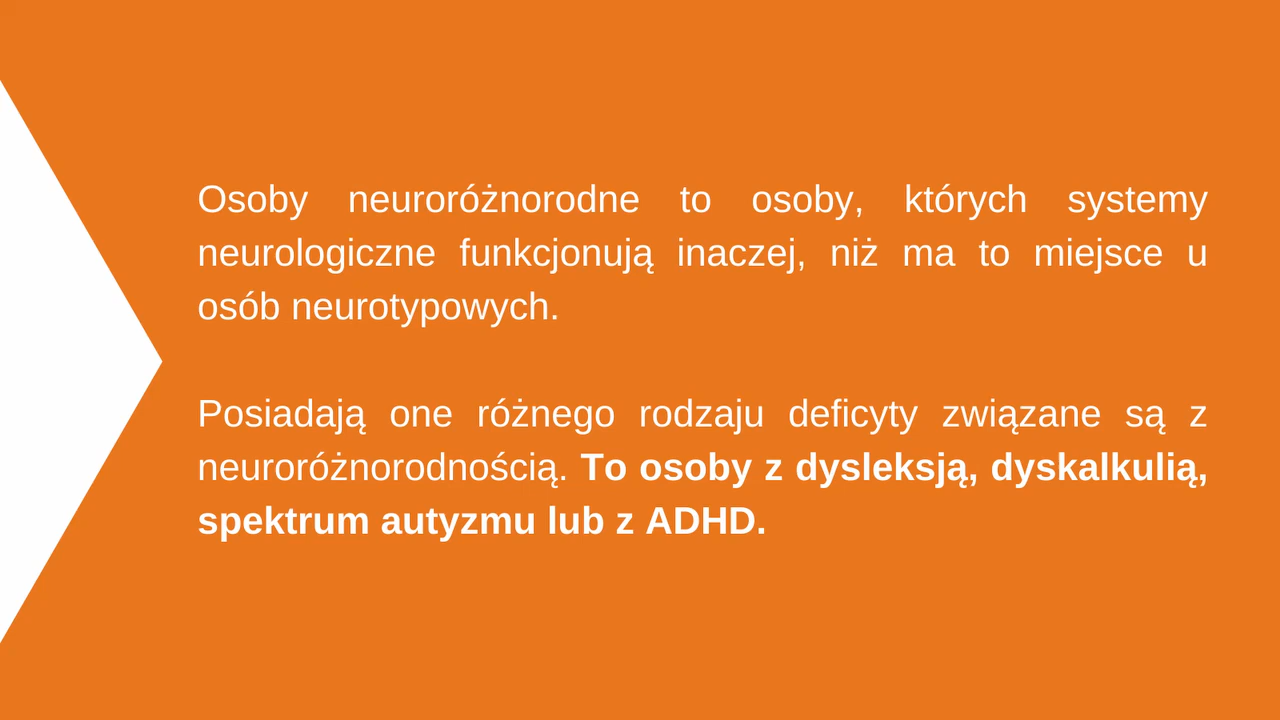 Osoby neuroróżnorodne to osoby, których systemy
neurologiczne funkcjonują inaczej, niż ma to miejsce u
osób neurotypowych.
Posiadają one różnego rodzaju deficyty związane są z
neuroróżnorodnością. To osoby z dysleksją, dyskalkulią,
spektrum autyzmu lub z ADHD.